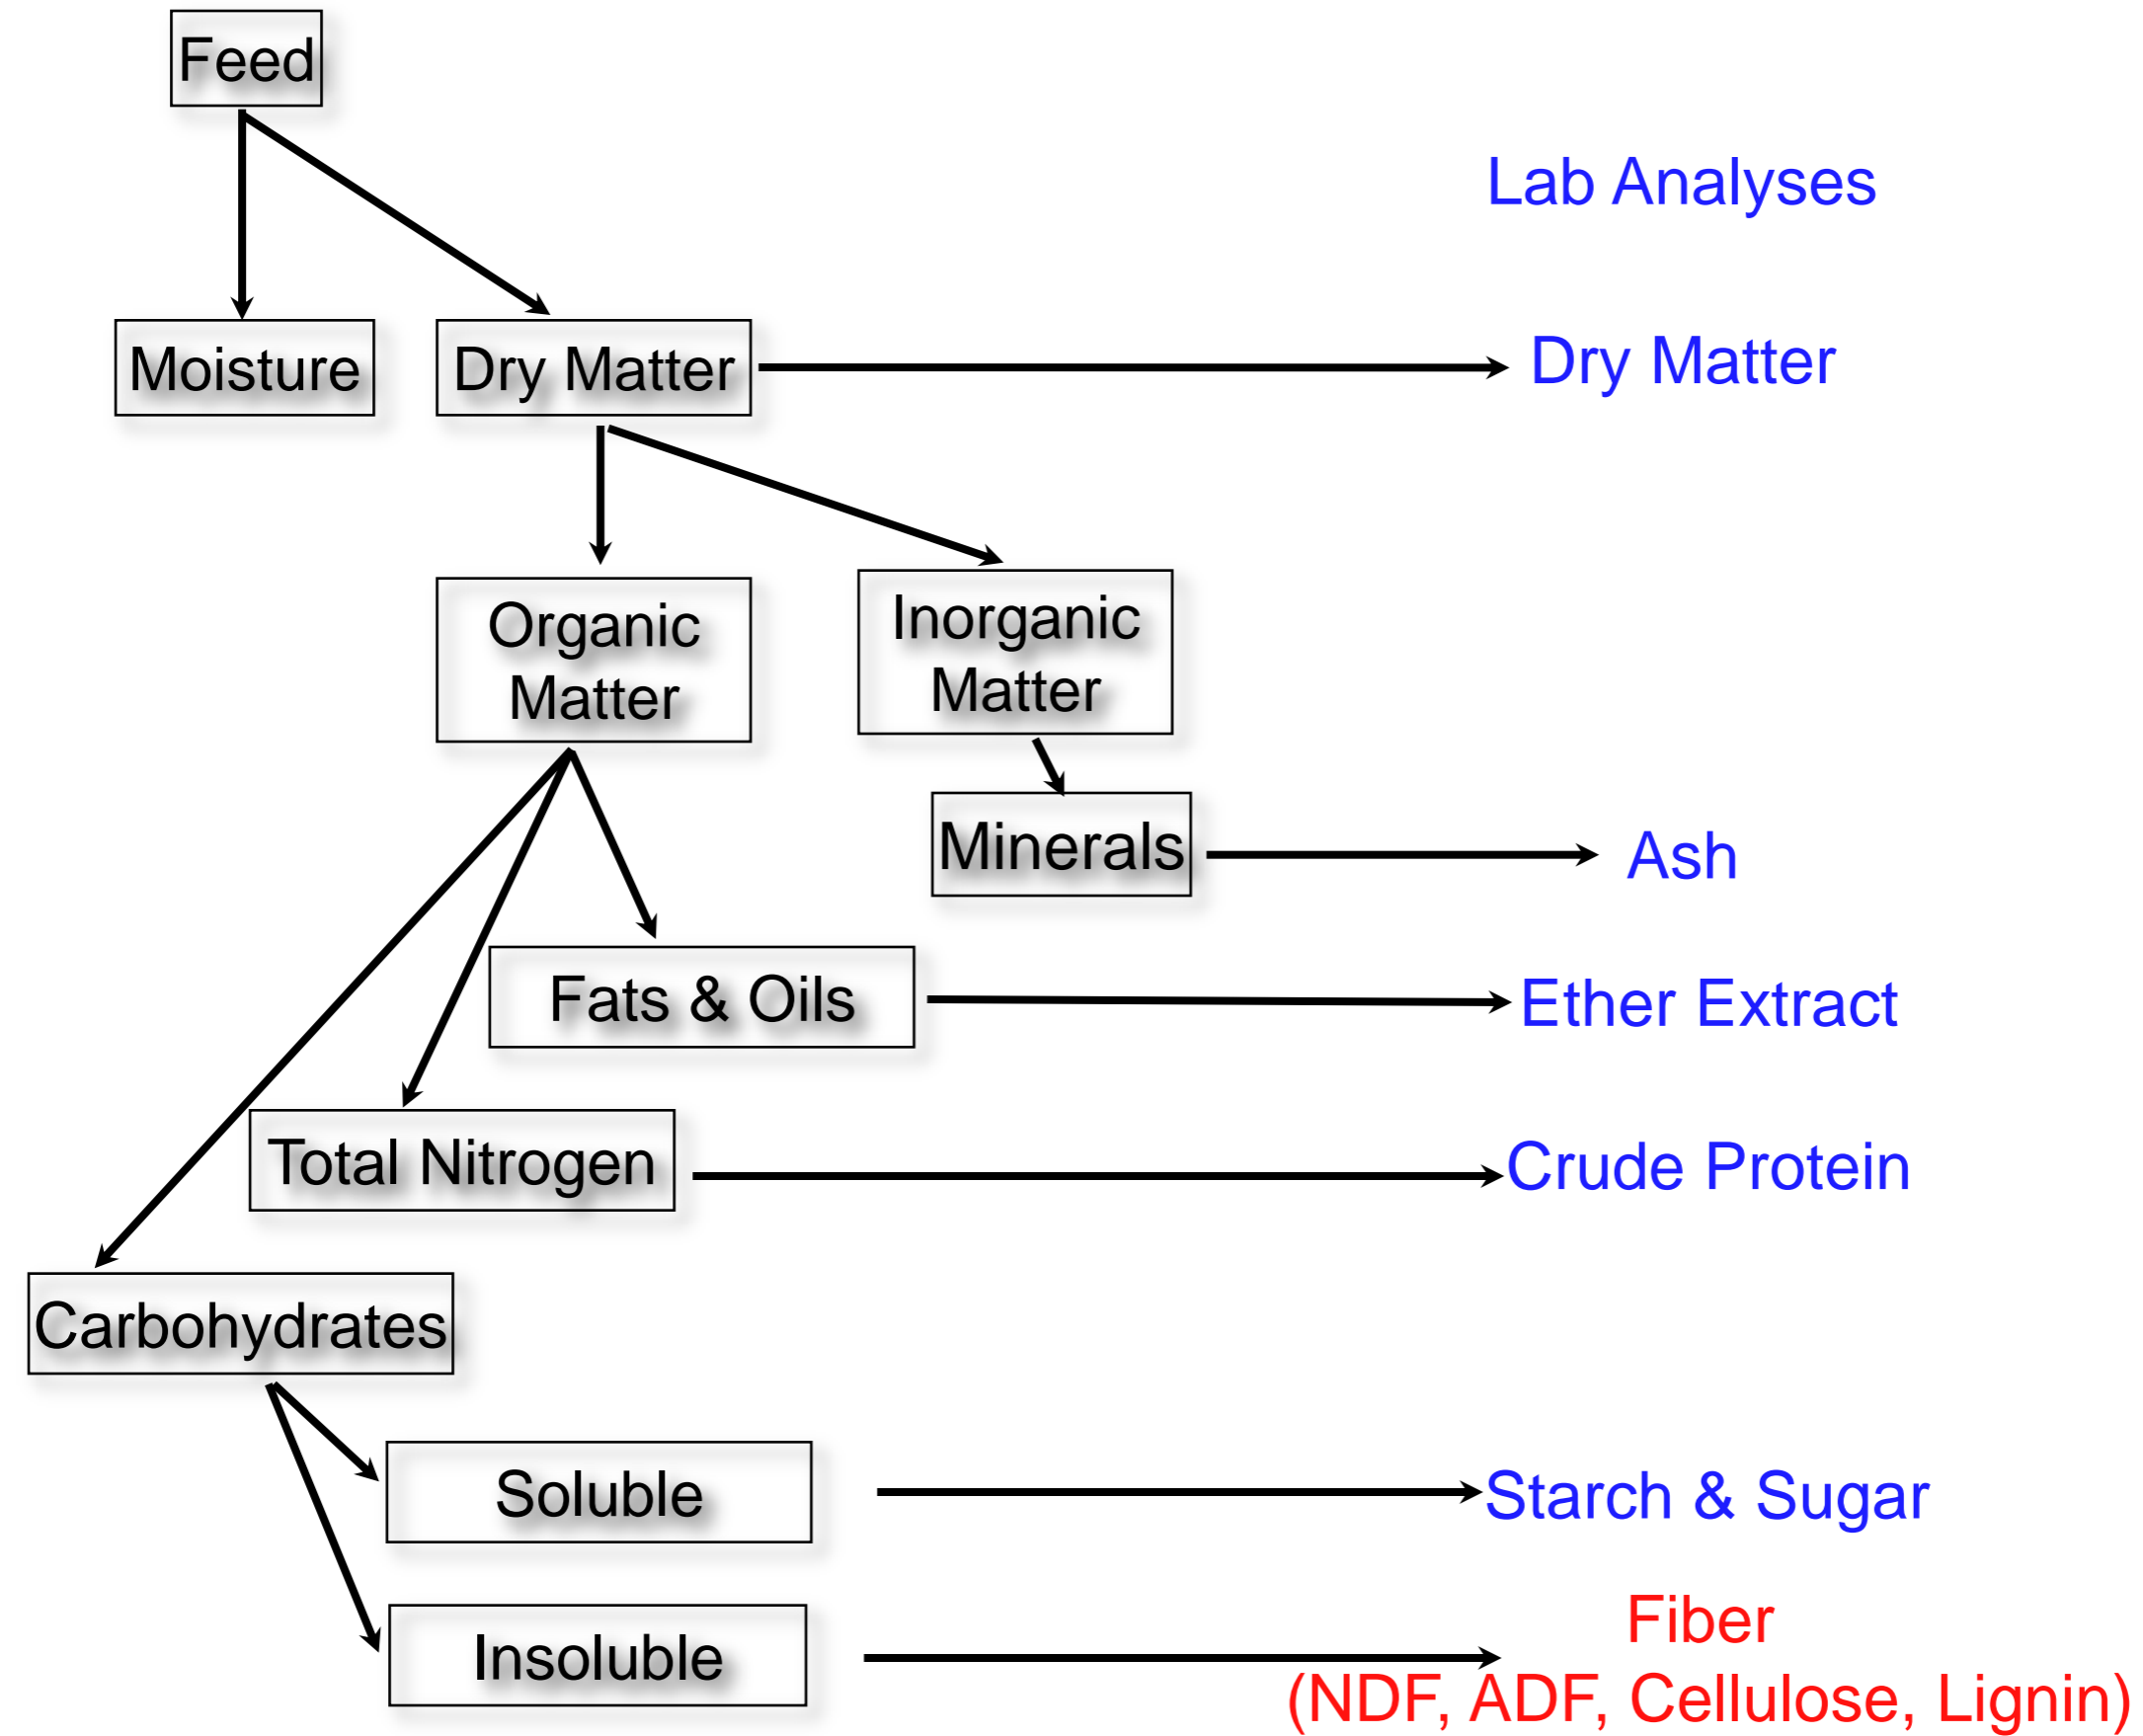 Feed
Lab Analyses
Moisture
Dry Matter
Dry Matter
Organic
Matter
Inorganic
Matter
Minerals
Ash
Fats & Oils
Ether Extract
Total Nitrogen
Crude Protein
Carbohydrates
Soluble
Starch & Sugar
Insoluble
Fiber
(NDF, ADF, Cellulose, Lignin)